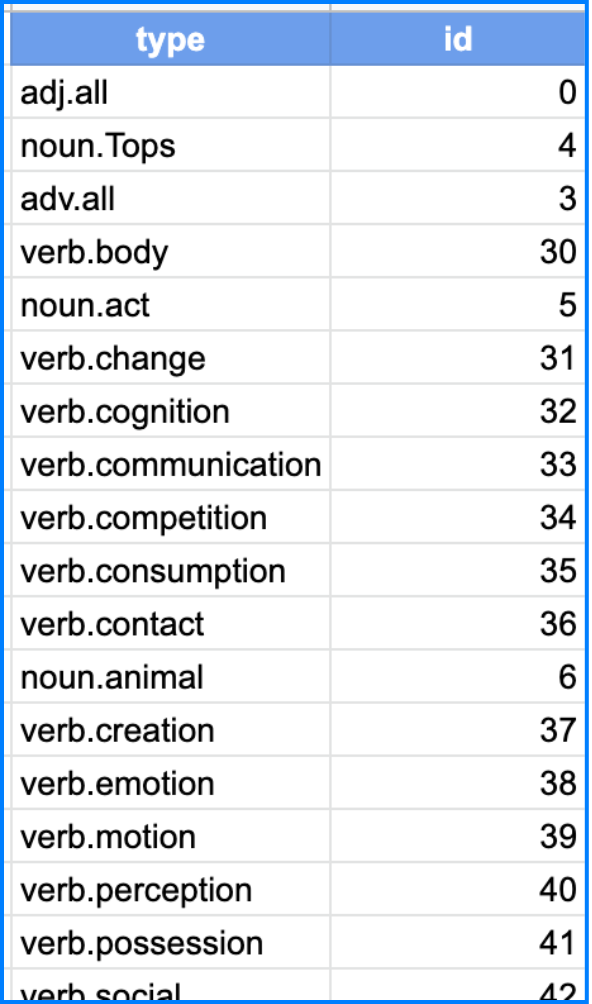 type id
adj.all 0
noun.Tops 4
adv.all 3
verb.body 30
noun.act 5
verb.change 31
verb.cognition 32
verb.communication 33
verb.competition 34
verb.consumption 35
verb.contact 36
noun.animal 6
verb.creation 37
verb.emotion 38
verb.motion 39
verb.perception 40
verb.possession 41
verb.social 42